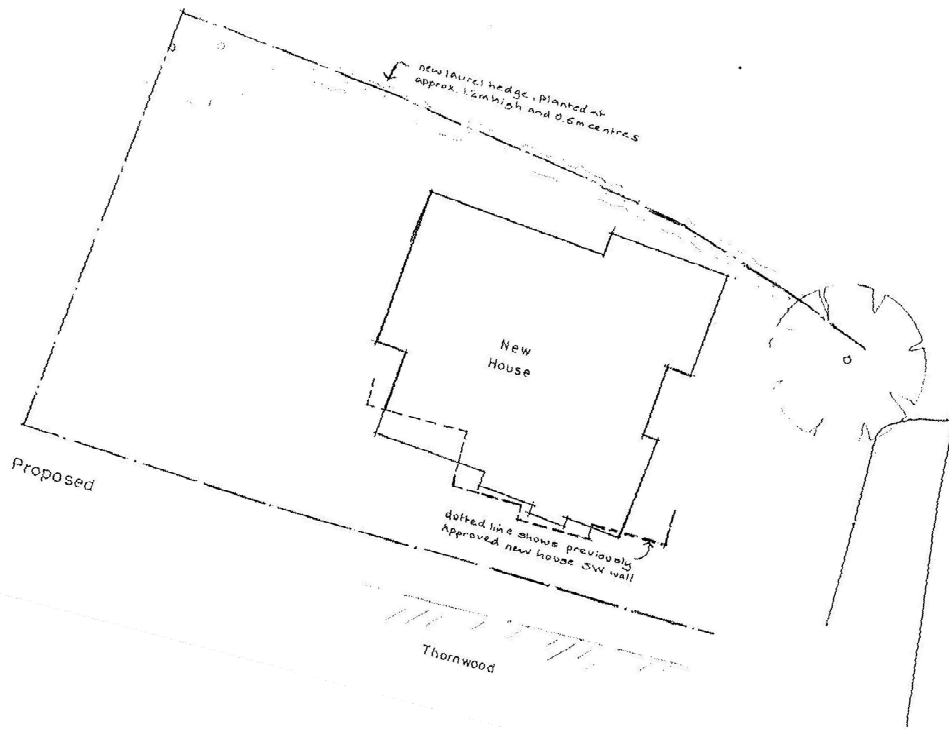 new laurel hedge, planted at
approx. 1.2m high and 0.6m centres
New
House
Proposed
dotted line shows previously
Approved new house SW wall
Thornwood